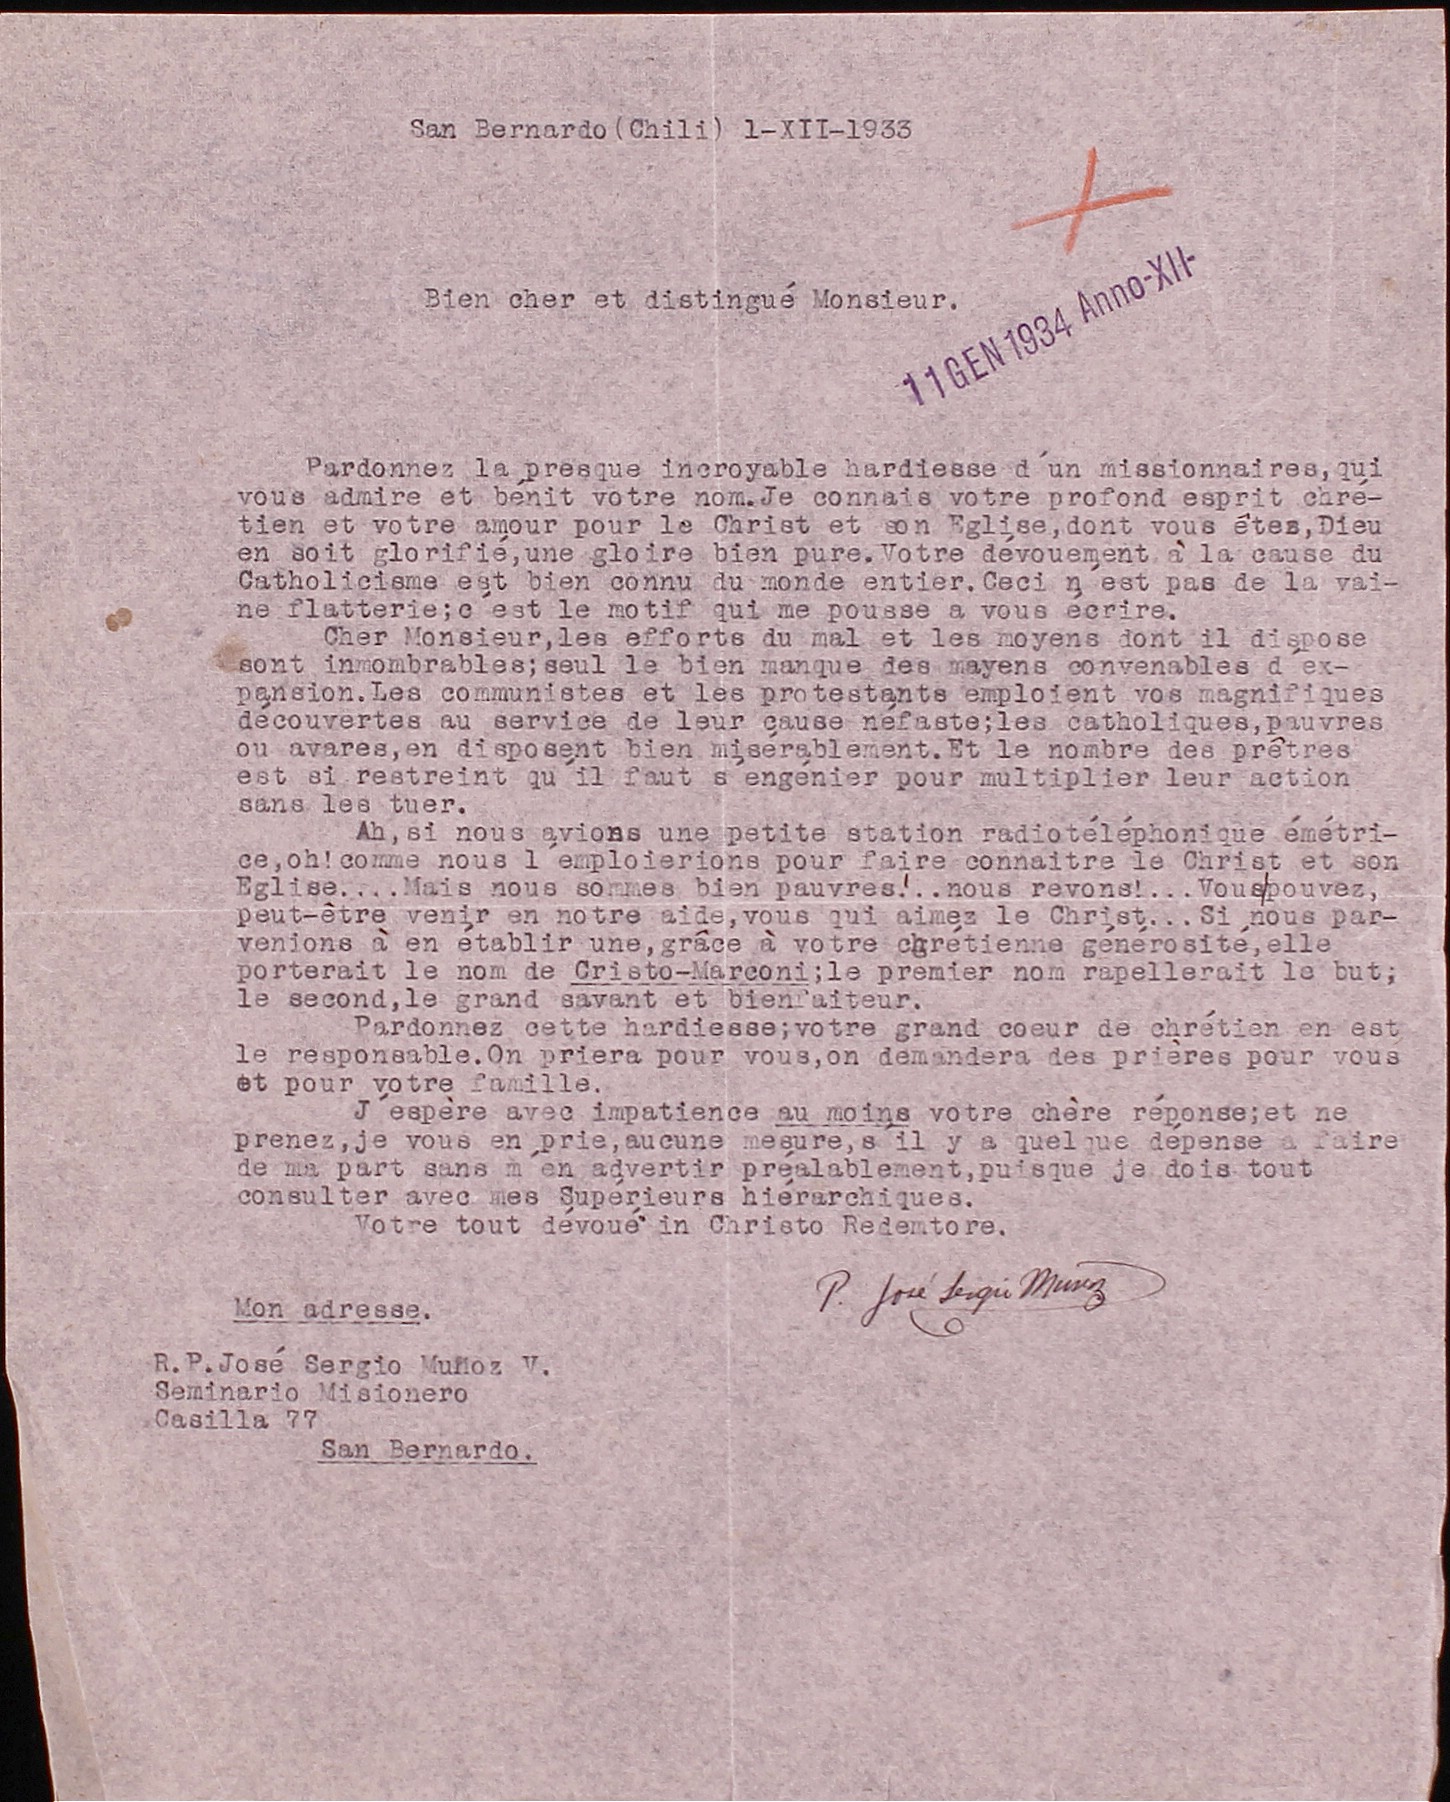 San Bernardo(Chili) 1-XII-1933
Bien cher et distingué Monsieur.
11 GEN 1934 Anno-XII-
Pardonnez la presque incroyable hardiesse d´un missionnaires,qui
vous admire et bénit votre nom.Je connais votre profond esprit chré-
tien et votre amour pour le Christ et son Eglise,dont vous êtes,Dieu
en soit glorifié,une gloire bien pure.Votre dévouement à la cause du
Catholicisme est bien connu du monde entier.Ceci n´est pas de la vai-
ne flatterie;c´est le motif qui me pousse a vous écrire.
Cher Monsieur,les efforts du mal et les moyens dont il dispose
sont inmombrables;seul le bien manque des mayens convenables d´ex-
pansion.Les communistes et les protestants emploient vos magnifiques
découvertes au service de leur cause néfaste;les catholiques,pauvres
ou avares,en disposent bien misérablement.Et le nombre des prêtres
est si restreint qu´il faut s´engénier pour multiplier leur action
sans les tuer.
Ah,si nous avions une petite station radiotéléphonique émétri-
ce,oh!comme nous l´emploierions pour faire connaitre le Christ et son
Eglise....Mais nous sommes bien pauvres!..nous revons!...Vous/pouvez,
peut-être venir en notre aide,vous qui aimez le Christ...Si nous par-
venions à en établir une,grâce à votre chrétienne générosité,elle
porterait le nom de Cristo-Marconi;le premier nom rapellerait le but;
le second,le grand savant et bienfaiteur.
Pardonnez cette hardiesse;votre grand coeur de chrétien en est
le responsable.On priera pour vous,on demandera des prières pour vous
et pour votre famille.
J´espère avec impatience au moins votre chère réponse;et ne
prenez,je vous en prie,aucune mesure,s´il y a quelque dépense a faire
de ma part sans m´en advertir préalablement,puisque je dois tout
consulter avec mes Supérieurs hiérarchiques.
Votre tout dévoué in Christo Redemtore.
P. José Sergio Munoz
Mon adresse.
R.P.José Sergio Muñoz V.
Seminario Misionero
Casilla 77
San Bernardo.